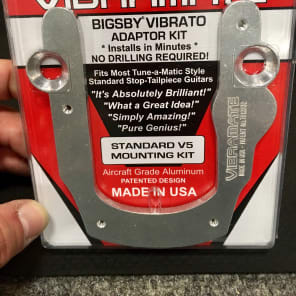 VIBRAMATE
BIGSBY VIBRATO
ADAPTOR KIT
* Installs in Minutes *
NO DRILLING REQUIRED!
Fits Most Tune-a-Matic Style
Standard Stop-Tailpiece Guitars
"It's Absolutely Brilliant!"
"What a Great Idea!"
"Simply Amazing!"
"Pure Genius!"
STANDARD V5
MOUNTING KIT
Aircraft Grade Aluminum
PATENTED DESIGN
MADE IN USA
VIBRAMATE